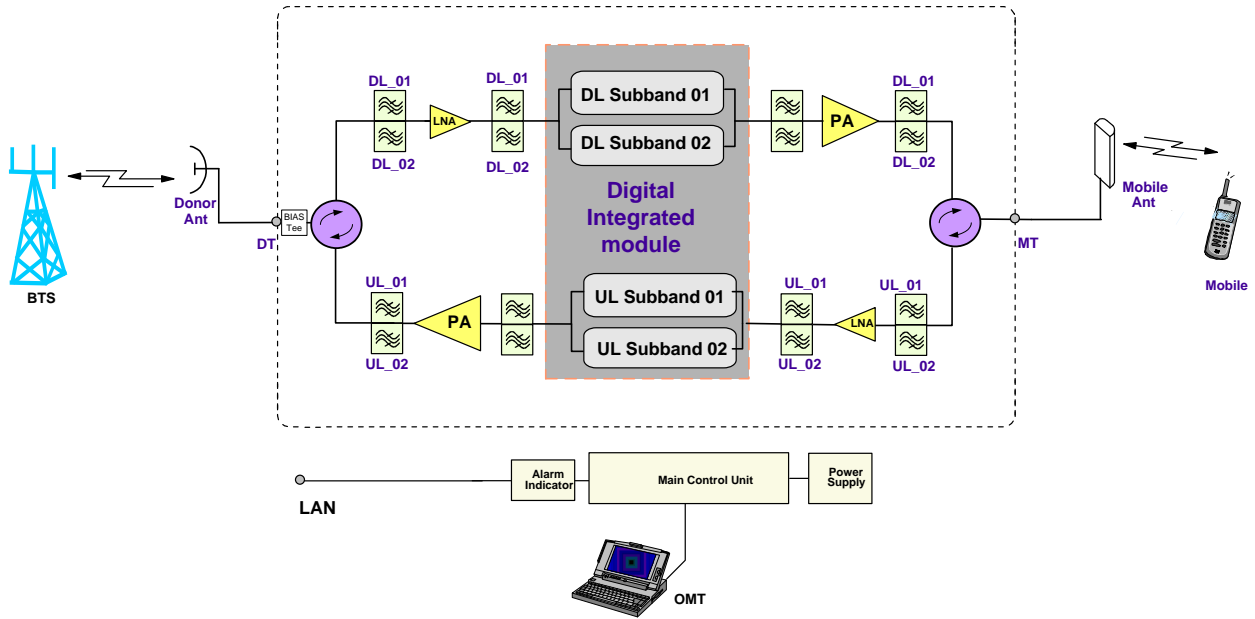 DL_01
DL_02
LNA
DL_01
DL_02
DL Subband 01
DL Subband 02
PA
DL_01
DL_02
Digital
Integrated
module
BTS
Donor
Ant
DT
BIAS
Tee
MT
Mobile
Ant
Mobile
UL_01
UL_02
PA
UL Subband 01
UL Subband 02
UL_01
UL_02
LNA
UL_01
UL_02
LAN
Alarm
Indicator
Main Control Unit
Power
Supply
OMT